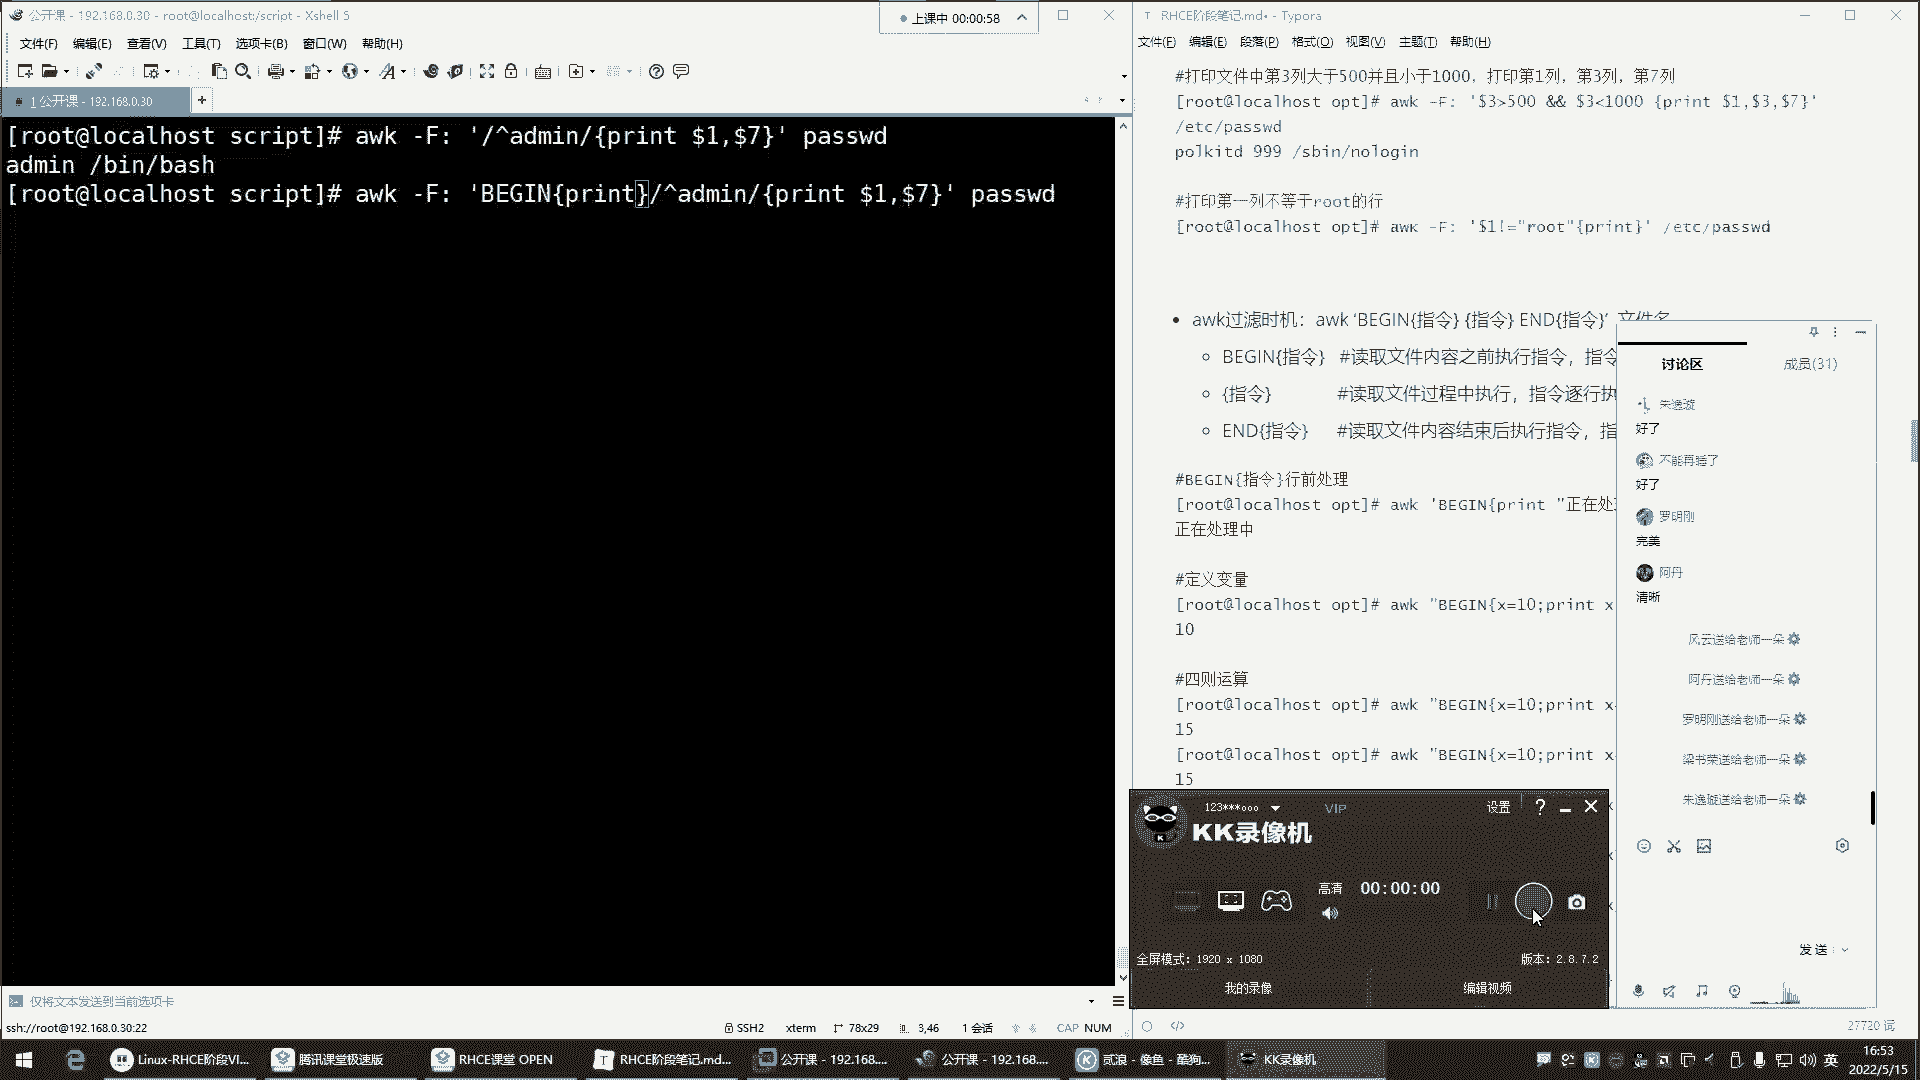 公开课 - 192.168.0.30 - root@localhost:/script - Xshell 5
上课中 00:00:58
文件(F) 编辑(E) 查看(V) 工具(T) 选项卡(B) 窗口(W) 帮助(H)
1 公开课 - 192.168.0.30
[root@localhost script]# awk -F: '/^admin/{print $1,$7}' passwd
admin /bin/bash
[root@localhost script]# awk -F: 'BEGIN{print}/^admin/{print $1,$7}' passwd
仅将文本发送到当前选项卡
ssh://root@192.168.0.30:22
SSH2 xterm 78x29 3,46 1 会话 CAP NUM
RHCE阶段笔记.md• - Typora
文件(F) 编辑(E) 段落(P) 格式(O) 视图(V) 主题(T) 帮助(H)
#打印文件中第3列大于500并且小于1000，打印第1列，第3列，第7列
[root@localhost opt]# awk -F: '$3>500 && $3<1000 {print $1,$3,$7}'
/etc/passwd
polkitd 999 /sbin/nologin
#打印第一列不等于root的行
[root@localhost opt]# awk -F: '$1!="root"{print}' /etc/passwd
awk过滤时机：awk ‘BEGIN{指令} {指令} END{指令}’ 文件名
BEGIN{指令} #读取文件内容之前执行指令，指令
{指令} #读取文件过程中执行，指令逐行执
END{指令} #读取文件内容结束后执行指令，指
#BEGIN{指令}行前处理
[root@localhost opt]# awk 'BEGIN{print "正在处
正在处理中
#定义变量
[root@localhost opt]# awk "BEGIN{x=10;print x
10
#四则运算
[root@localhost opt]# awk "BEGIN{x=10;print x
15
[root@localhost opt]# awk "BEGIN{x=10;print x
15
27720 词
讨论区 成员(31)
朱逸璇
好了
不能再睡了
好了
罗明刚
完美
阿丹
清晰
风云送给老师一朵
阿丹送给老师一朵
罗明刚送给老师一朵
梁书荣送给老师一朵
朱逸璇送给老师一朵
发送
123***ooo VIP 设置
KK录像机
高清 00:00:00
全屏模式：1920 x 1080 版本：2.8.7.2
我的录像 编辑视频
Linux-RHCE阶段VI... 腾讯课堂极速版 RHCE课堂 OPEN RHCE阶段笔记.md... 公开课 - 192.168.... 公开课 - 192.168.... 贰浪 - 像鱼 - 酷狗... KK录像机
英
16:53
2022/5/15